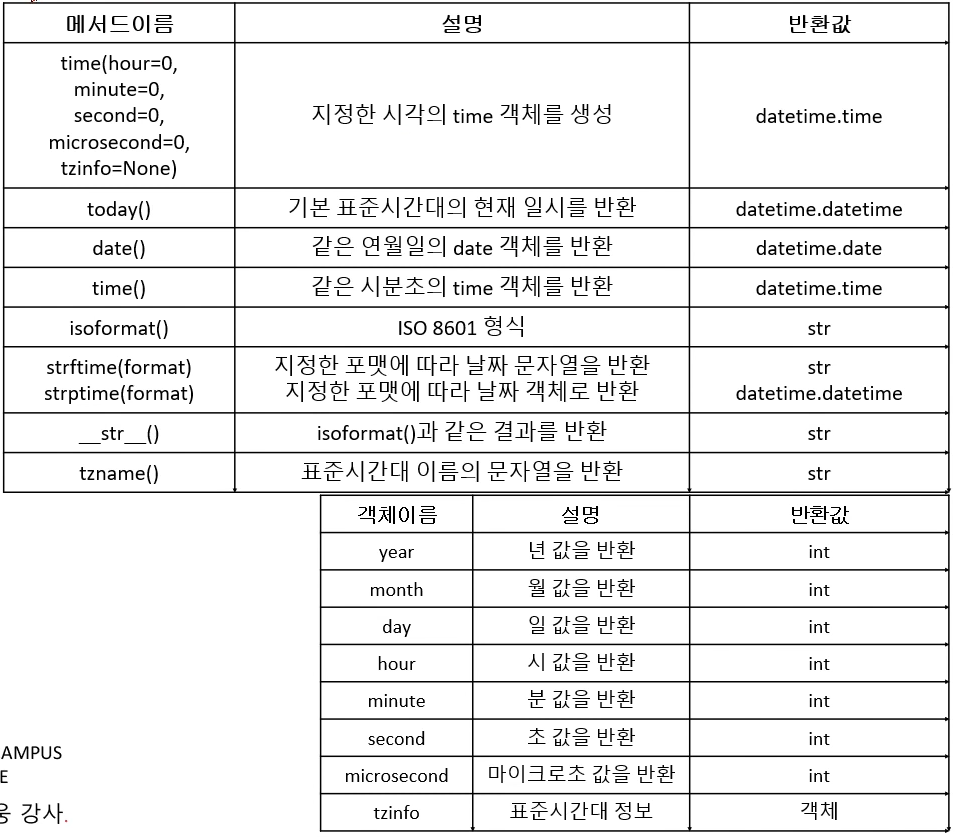 메서드이름 설명 반환값
time(hour=0,
minute=0,
second=0,
microsecond=0,
tzinfo=None)
지정한 시각의 time 객체를 생성 datetime.time
today() 기본 표준시간대의 현재 일시를 반환 datetime.datetime
date() 같은 연월일의 date 객체를 반환 datetime.date
time() 같은 시분초의 time 객체를 반환 datetime.time
isoformat() ISO 8601 형식 str
strftime(format) 지정한 포맷에 따라 날짜 문자열을 반환 str
strptime(format) 지정한 포맷에 따라 날짜 객체로 반환 datetime.datetime
__str__() isoformat()과 같은 결과를 반환 str
tzname() 표준시간대 이름의 문자열을 반환 str
객체이름 설명 반환값
year 년 값을 반환 int
month 월 값을 반환 int
day 일 값을 반환 int
hour 시 값을 반환 int
minute 분 값을 반환 int
second 초 값을 반환 int
microsecond 마이크로초 값을 반환 int
tzinfo 표준시간대 정보 객체
AMPUS
E
웅 강사.